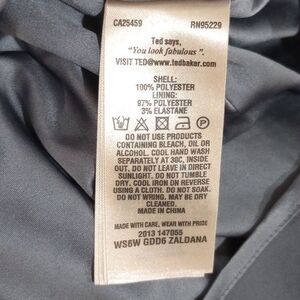 CA25459 RN95229
Ted says,
"You look fabulous".
VISIT TED@www.tedbaker.com
SHELL:
100% POLYESTER
LINING:
97% POLYESTER
3% ELASTANE
DO NOT USE PRODUCTS
CONTAINING BLEACH, OIL OR
ALCOHOL. COOL HAND WASH
SEPARATELY AT 30C, INSIDE
OUT. DO NOT LEAVE DAMP IN DIRECT
SUNLIGHT. DO NOT TUMBLE
DRY. COOL IRON ON REVERSE
USING A CLOTH. DO NOT SOAK.
DO NOT WRING. MAY BE DRY
CLEANED.
MADE IN CHINA
MADE WITH CARE, WEAR WITH PRIDE
2013 147055
WS6W GDD6 ZALDANA